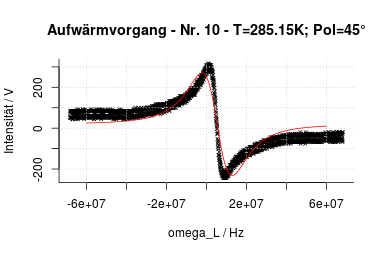 Aufwärmvorgang - Nr. 10 - T=285.15K; Pol=45°
Intensität / V
200
0
-200
-6e+07 -2e+07 2e+07 6e+07
omega_L / Hz